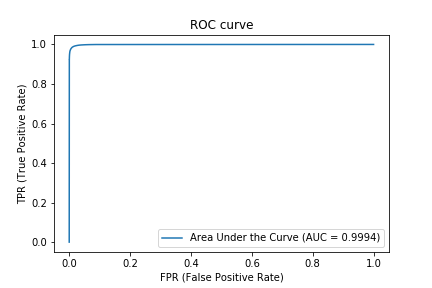 ROC curve
1.0
0.8
0.6
0.4
0.2
0.0
TPR (True Positive Rate)
Area Under the Curve (AUC = 0.9994)
0.0 0.2 0.4 0.6 0.8 1.0
FPR (False Positive Rate)